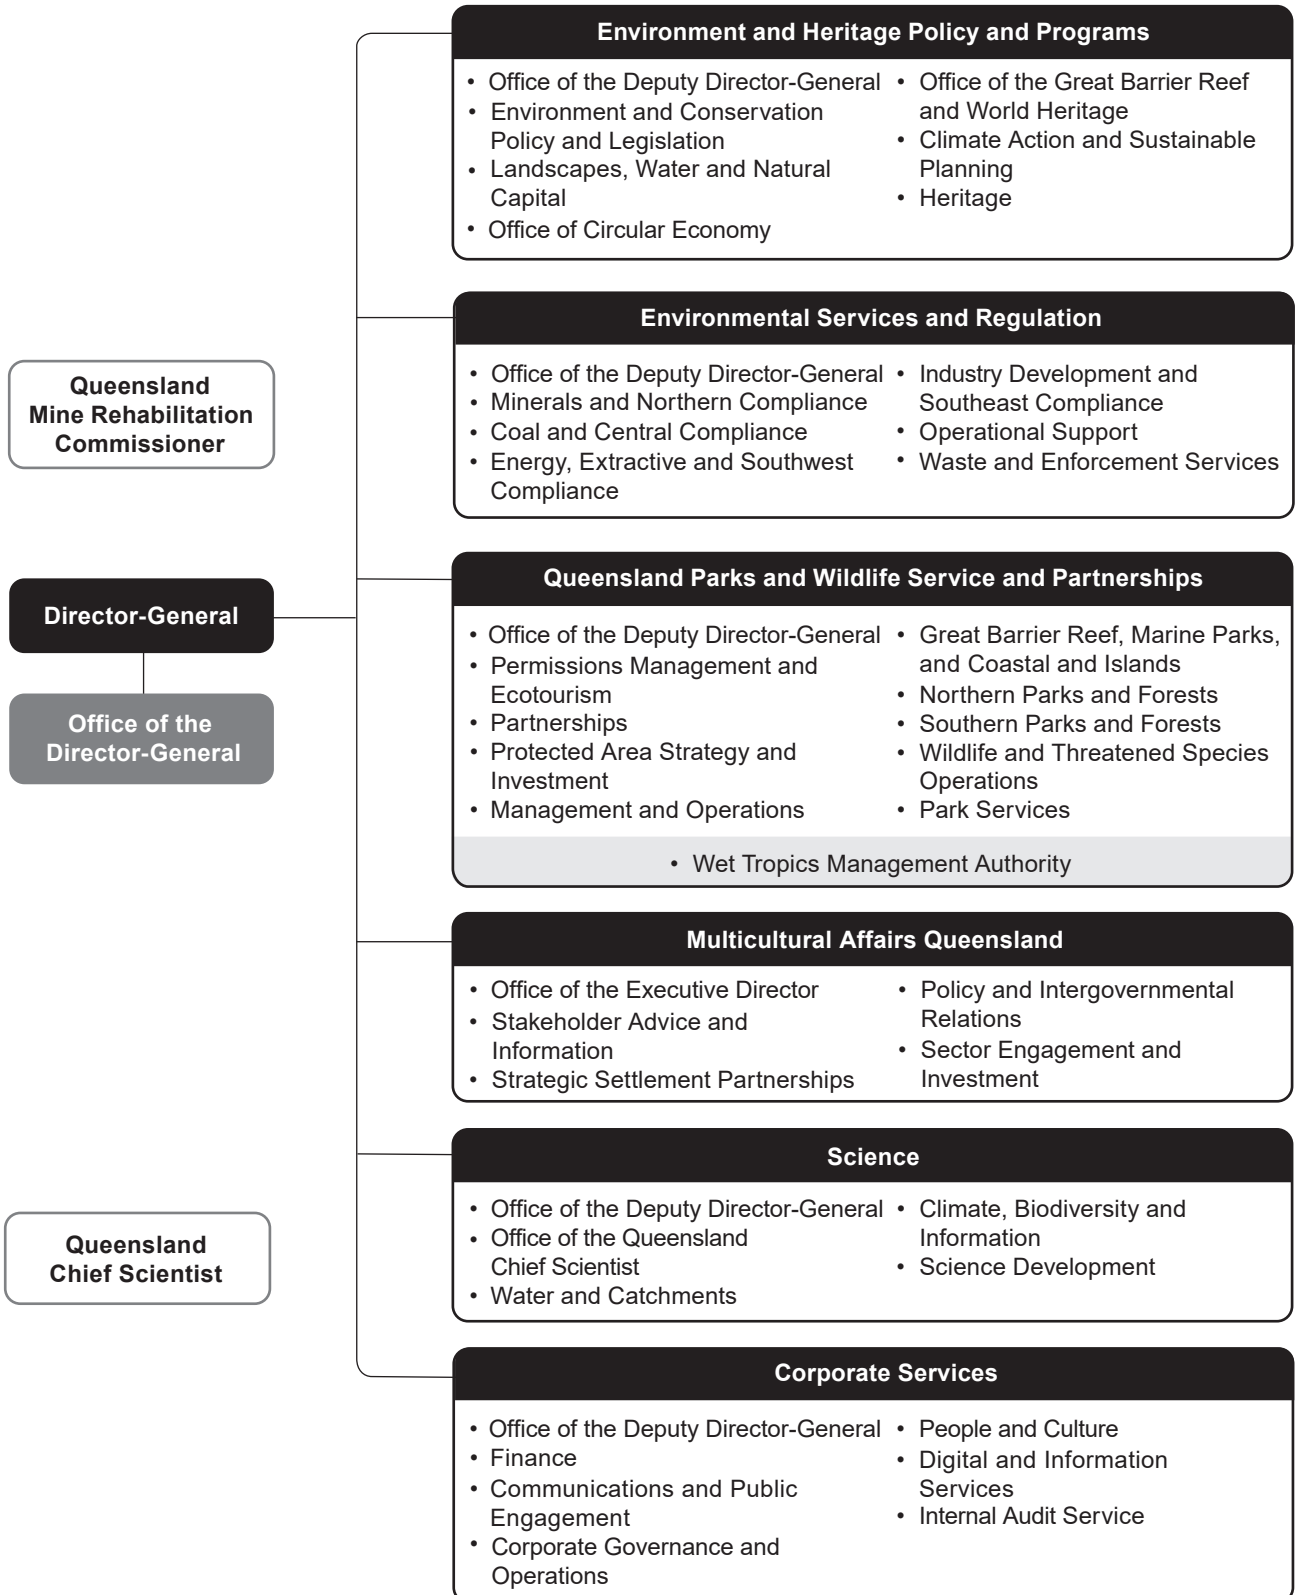 Environment and Heritage Policy and Programs
• Office of the Deputy Director-General
• Environment and Conservation
Policy and Legislation
• Landscapes, Water and Natural
Capital
• Office of Circular Economy
• Office of the Great Barrier Reef
and World Heritage
• Climate Action and Sustainable
Planning
• Heritage
Environmental Services and Regulation
• Office of the Deputy Director-General
• Minerals and Northern Compliance
• Coal and Central Compliance
• Energy, Extractive and Southwest
Compliance
• Industry Development and
Southeast Compliance
• Operational Support
• Waste and Enforcement Services
Queensland
Mine Rehabilitation
Commissioner
Director-General
Office of the
Director-General
Queensland Parks and Wildlife Service and Partnerships
• Office of the Deputy Director-General
• Permissions Management and
Ecotourism
• Partnerships
• Protected Area Strategy and
Investment
• Management and Operations
• Great Barrier Reef, Marine Parks,
and Coastal and Islands
• Northern Parks and Forests
• Southern Parks and Forests
• Wildlife and Threatened Species
Operations
• Park Services
• Wet Tropics Management Authority
Multicultural Affairs Queensland
• Office of the Executive Director
• Stakeholder Advice and
Information
• Strategic Settlement Partnerships
• Policy and Intergovernmental
Relations
• Sector Engagement and
Investment
Queensland
Chief Scientist
Science
• Office of the Deputy Director-General
• Office of the Queensland
Chief Scientist
• Water and Catchments
• Climate, Biodiversity and
Information
• Science Development
Corporate Services
• Office of the Deputy Director-General
• Finance
• Communications and Public
Engagement
• Corporate Governance and
Operations
• People and Culture
• Digital and Information
Services
• Internal Audit Service